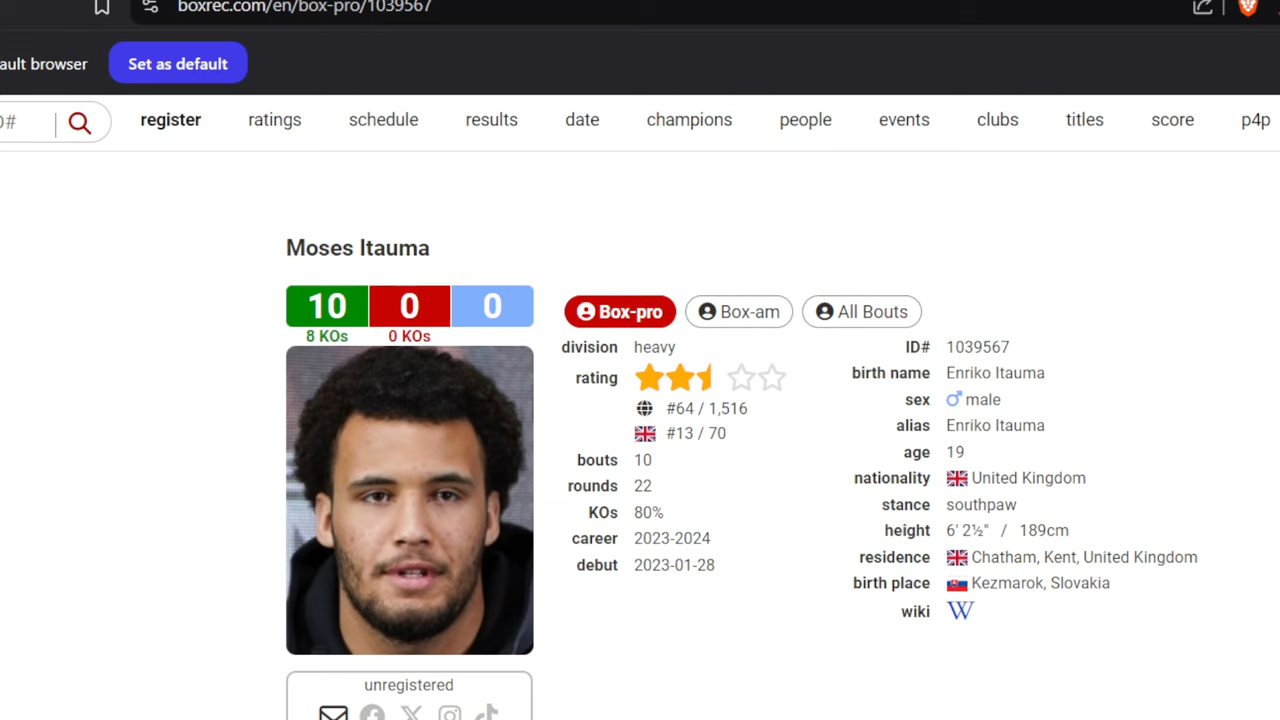 boxrec.com/en/box-pro/1039567
ault browser Set as default
# register ratings schedule results date champions people events clubs titles score p4p
Moses Itauma
10 0 0
8 KOs 0 KOs
Box-pro Box-am All Bouts
division heavy
rating
#64 / 1,516
#13 / 70
bouts 10
rounds 22
KOs 80%
career 2023-2024
debut 2023-01-28
ID# 1039567
birth name Enriko Itauma
sex male
alias Enriko Itauma
age 19
nationality United Kingdom
stance southpaw
height 6' 2½" / 189cm
residence Chatham, Kent, United Kingdom
birth place Kezmarok, Slovakia
wiki W
unregistered